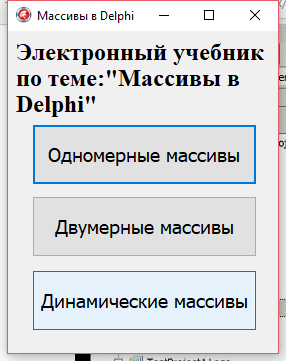 Массивы в Delphi
Электронный учебник
по теме:"Массивы в
Delphi"
Одномерные массивы
Двумерные массивы
Динамические массивы